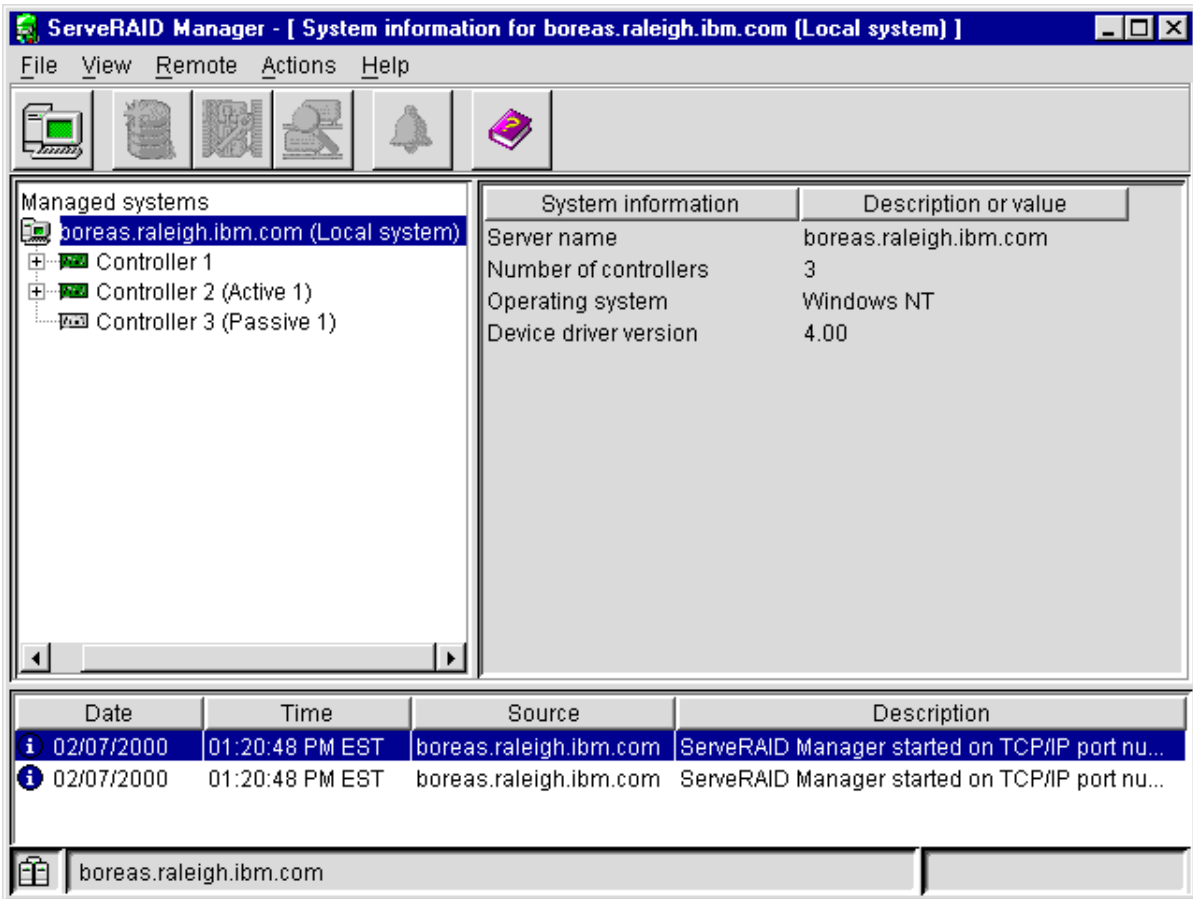 ServeRAID Manager - [ System information for boreas.raleigh.ibm.com (Local system) ]
File View Remote Actions Help
Managed systems
boreas.raleigh.ibm.com (Local system)
Controller 1
Controller 2 (Active 1)
Controller 3 (Passive 1)
System information Description or value
Server name boreas.raleigh.ibm.com
Number of controllers 3
Operating system Windows NT
Device driver version 4.00
Date Time Source Description
02/07/2000 01:20:48 PM EST boreas.raleigh.ibm.com ServeRAID Manager started on TCP/IP port nu...
02/07/2000 01:20:48 PM EST boreas.raleigh.ibm.com ServeRAID Manager started on TCP/IP port nu...
boreas.raleigh.ibm.com